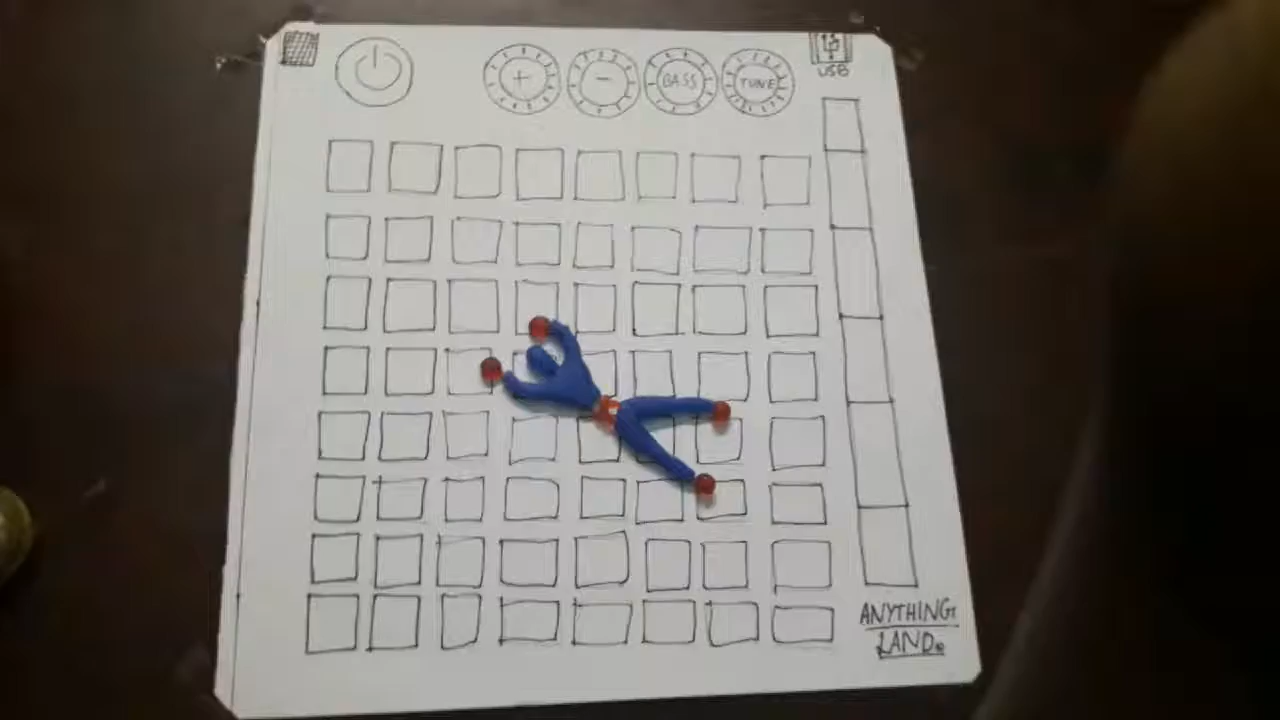 +
-
BASS
TUNE
USB
ANYTHING
LAND